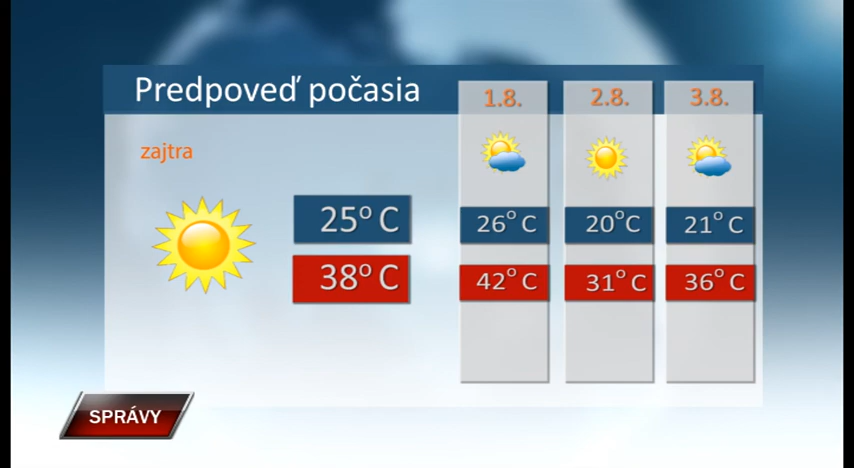 Predpoveď počasia
zajtra
25° C
38° C
1.8.
26° C
42° C
2.8.
20°C
31° C
3.8.
21° C
36° C
SPRÁVY